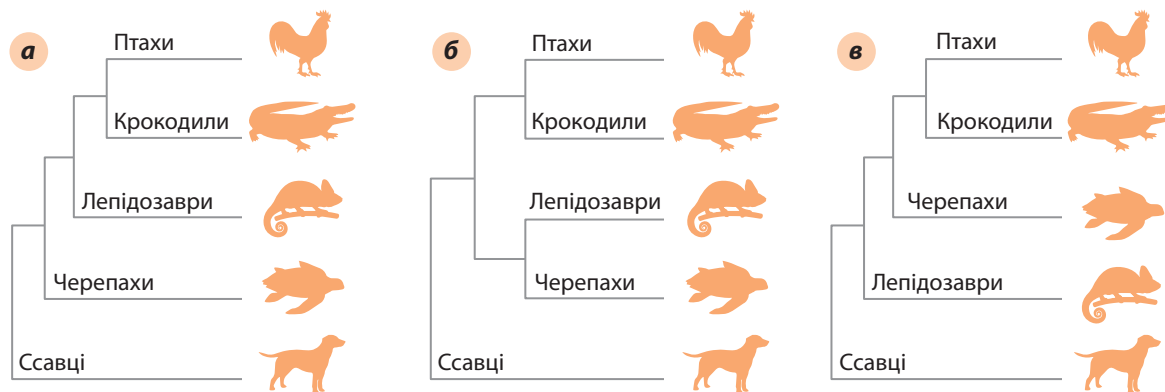 а
Птахи
Крокодили
Лепідозаври
Черепахи
Ссавці
б
Птахи
Крокодили
Лепідозаври
Черепахи
Ссавці
в
Птахи
Крокодили
Черепахи
Лепідозаври
Ссавці